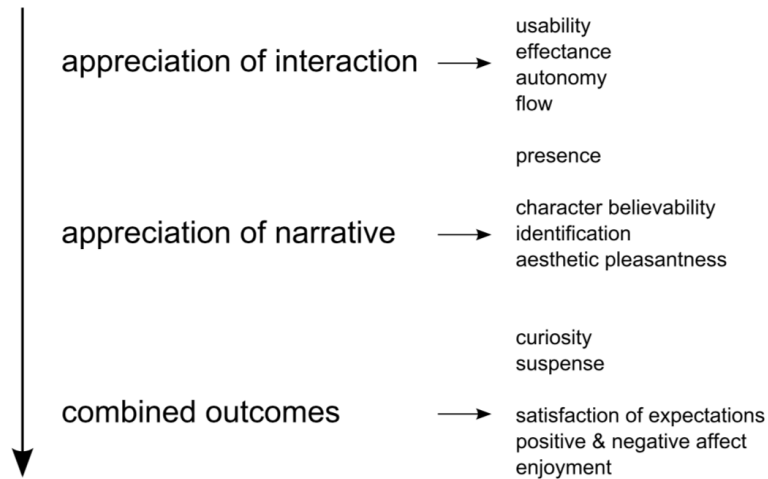 appreciation of interaction
usability
effectance
autonomy
flow
presence
appreciation of narrative
character believability
identification
aesthetic pleasantness
curiosity
suspense
combined outcomes
satisfaction of expectations
positive & negative affect
enjoyment